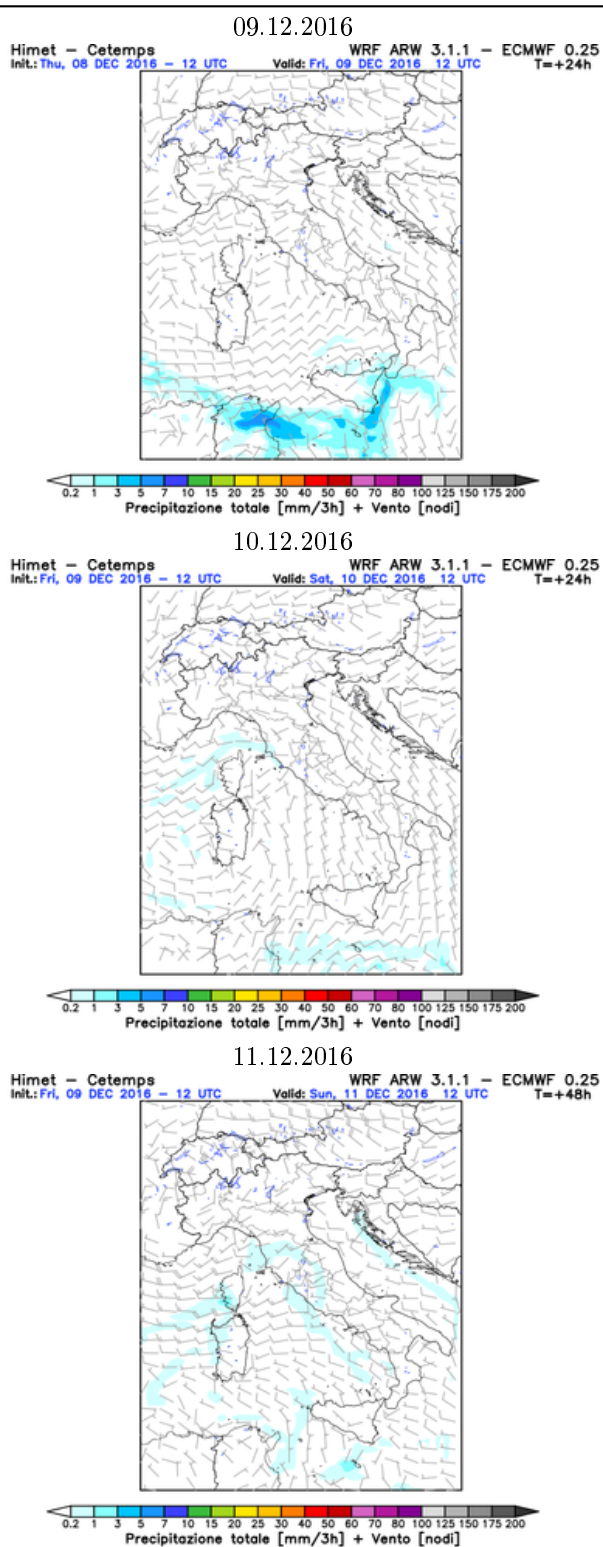 09.12.2016
Himet – Cetemps WRF ARW 3.1.1 – ECMWF 0.25
Init.: Thu, 08 DEC 2016 – 12 UTC Valid: Fri, 09 DEC 2016 12 UTC T=+24h
0.2 1 3 5 7 10 15 20 25 30 40 50 60 70 80 100 125 150 175 200
Precipitazione totale [mm/3h] + Vento [nodi]
10.12.2016
Himet – Cetemps WRF ARW 3.1.1 – ECMWF 0.25
Init.: Fri, 09 DEC 2016 – 12 UTC Valid: Sat, 10 DEC 2016 12 UTC T=+24h
0.2 1 3 5 7 10 15 20 25 30 40 50 60 70 80 100 125 150 175 200
Precipitazione totale [mm/3h] + Vento [nodi]
11.12.2016
Himet – Cetemps WRF ARW 3.1.1 – ECMWF 0.25
Init.: Fri, 09 DEC 2016 – 12 UTC Valid: Sun, 11 DEC 2016 12 UTC T=+48h
0.2 1 3 5 7 10 15 20 25 30 40 50 60 70 80 100 125 150 175 200
Precipitazione totale [mm/3h] + Vento [nodi]